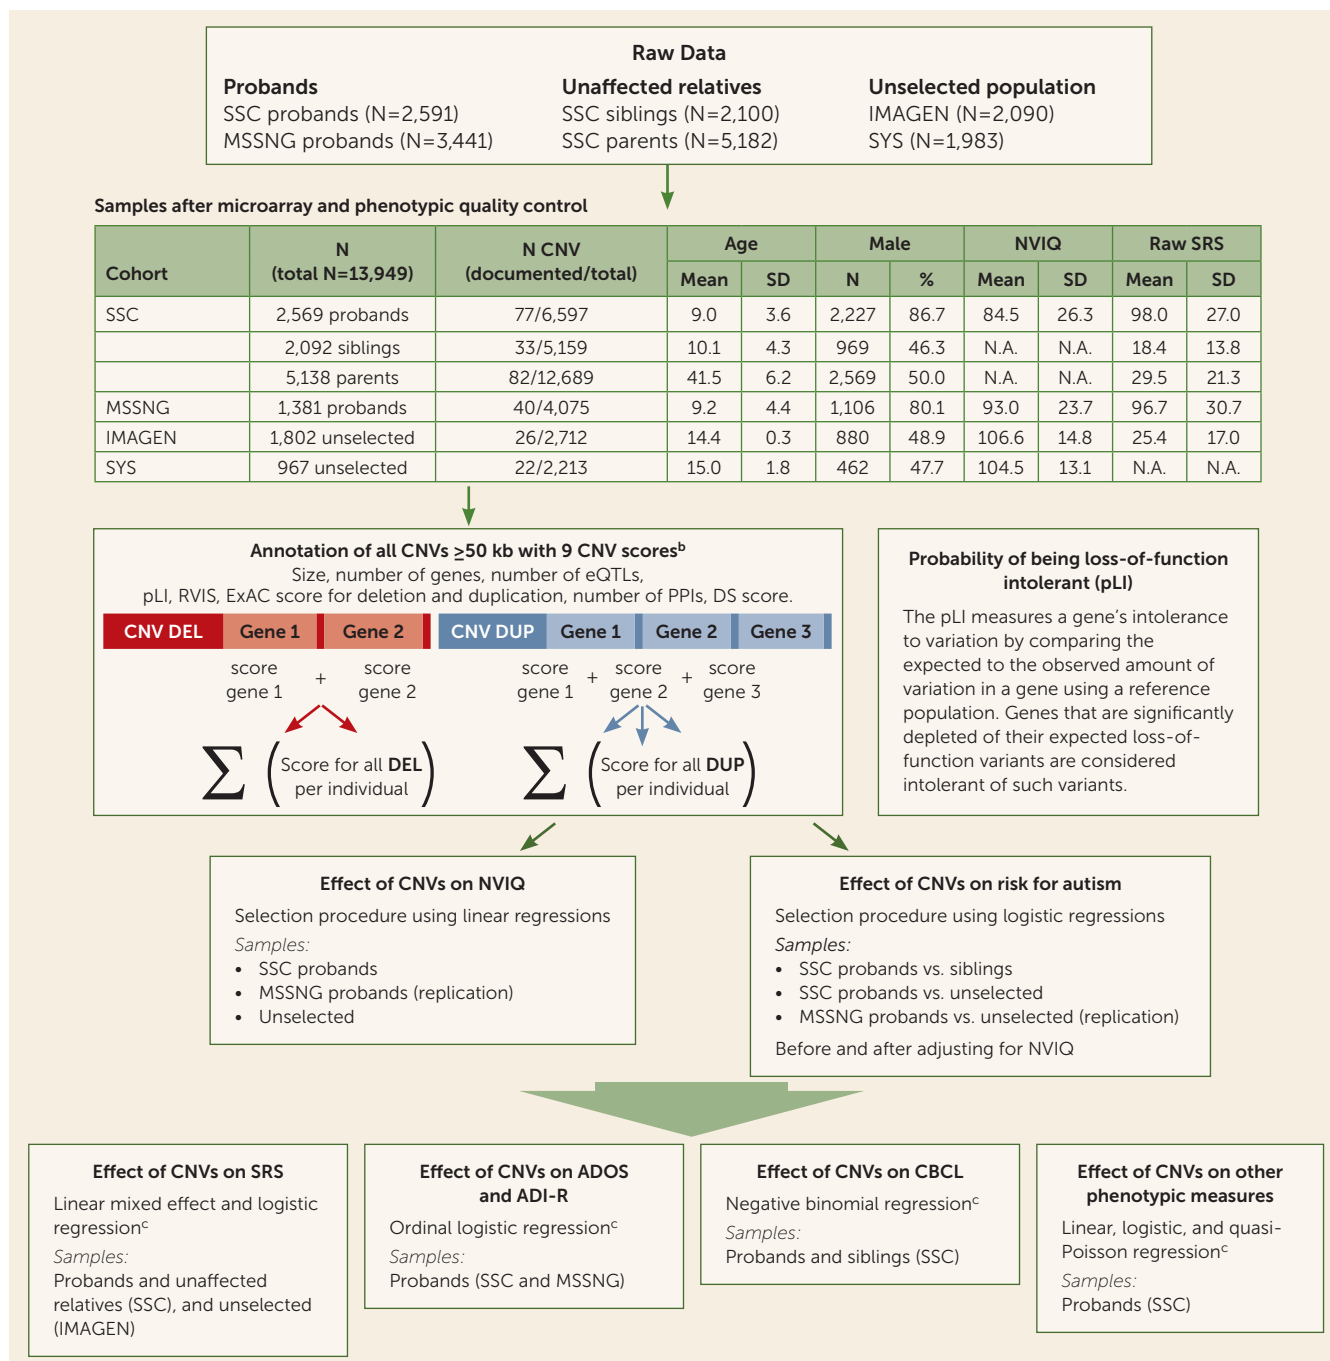 Raw Data
Probands
SSC probands (N=2,591)
MSSNG probands (N=3,441)
Unaffected relatives
SSC siblings (N=2,100)
SSC parents (N=5,182)
Unselected population
IMAGEN (N=2,090)
SYS (N=1,983)
Samples after microarray and phenotypic quality control
Cohort | N (total N=13,949) | N CNV (documented/total) | Age | Male | NVIQ | Raw SRS
Mean | SD | N | % | Mean | SD | Mean | SD
SSC | 2,569 probands | 77/6,597 | 9.0 | 3.6 | 2,227 | 86.7 | 84.5 | 26.3 | 98.0 | 27.0
2,092 siblings | 33/5,159 | 10.1 | 4.3 | 969 | 46.3 | N.A. | N.A. | 18.4 | 13.8
5,138 parents | 82/12,689 | 41.5 | 6.2 | 2,569 | 50.0 | N.A. | N.A. | 29.5 | 21.3
MSSNG | 1,381 probands | 40/4,075 | 9.2 | 4.4 | 1,106 | 80.1 | 93.0 | 23.7 | 96.7 | 30.7
IMAGEN | 1,802 unselected | 26/2,712 | 14.4 | 0.3 | 880 | 48.9 | 106.6 | 14.8 | 25.4 | 17.0
SYS | 967 unselected | 22/2,213 | 15.0 | 1.8 | 462 | 47.7 | 104.5 | 13.1 | N.A. | N.A.
Annotation of all CNVs ≥50 kb with 9 CNV scoresᵇ
Size, number of genes, number of eQTLs,
pLI, RVIS, ExAC score for deletion and duplication, number of PPIs, DS score.
CNV DEL Gene 1 Gene 2 CNV DUP Gene 1 Gene 2 Gene 3
score gene 1 + score gene 2
score gene 1 + score gene 2 + score gene 3
∑ (Score for all DEL
per individual)
∑ (Score for all DUP
per individual)
Probability of being loss-of-function
intolerant (pLI)
The pLI measures a gene's intolerance
to variation by comparing the
expected to the observed amount of
variation in a gene using a reference
population. Genes that are significantly
depleted of their expected loss-of-
function variants are considered
intolerant of such variants.
Effect of CNVs on NVIQ
Selection procedure using linear regressions
Samples:
• SSC probands
• MSSNG probands (replication)
• Unselected
Effect of CNVs on risk for autism
Selection procedure using logistic regressions
Samples:
• SSC probands vs. siblings
• SSC probands vs. unselected
• MSSNG probands vs. unselected (replication)
Before and after adjusting for NVIQ
Effect of CNVs on SRS
Linear mixed effect and logistic
regressionᶜ
Samples:
Probands and unaffected
relatives (SSC), and unselected
(IMAGEN)
Effect of CNVs on ADOS
and ADI-R
Ordinal logistic regressionᶜ
Samples:
Probands (SSC and MSSNG)
Effect of CNVs on CBCL
Negative binomial regressionᶜ
Samples:
Probands and siblings (SSC)
Effect of CNVs on other
phenotypic measures
Linear, logistic, and quasi-
Poisson regressionᶜ
Samples:
Probands (SSC)